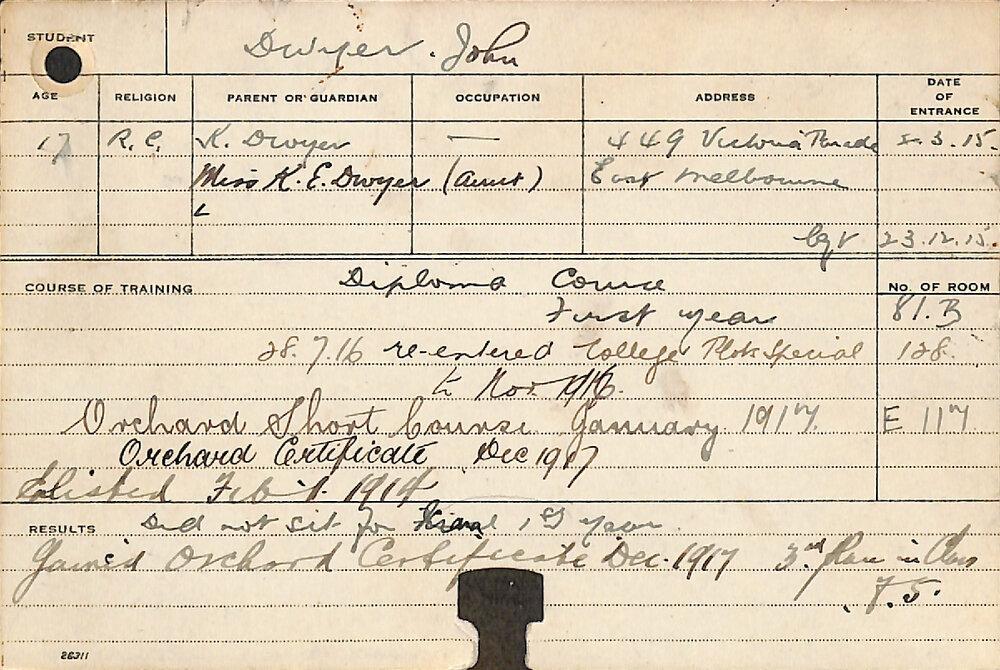 STUDENT Dwyer. John
AGE RELIGION PARENT OR GUARDIAN OCCUPATION ADDRESS DATE OF ENTRANCE
17 R.C. K. Dwyer — 449 Victoria Parade 3.15.
Miss K. E. Dwyer (Aunt) East Melbourne
L
23.12.15.
COURSE OF TRAINING Diploma Course No. OF ROOM
First year 81.B
28.7.16 re-entered College Plots Special 128.
to Nov. 1916.
Orchard Short Course January 1917. E 117
Orchard Certificate Dec 1917
Enlisted Feb 1.
RESULTS Did not sit for Final, 1st year.
Gained Orchard Certificate Dec. 1917 3rd place in Class
.75.
26311